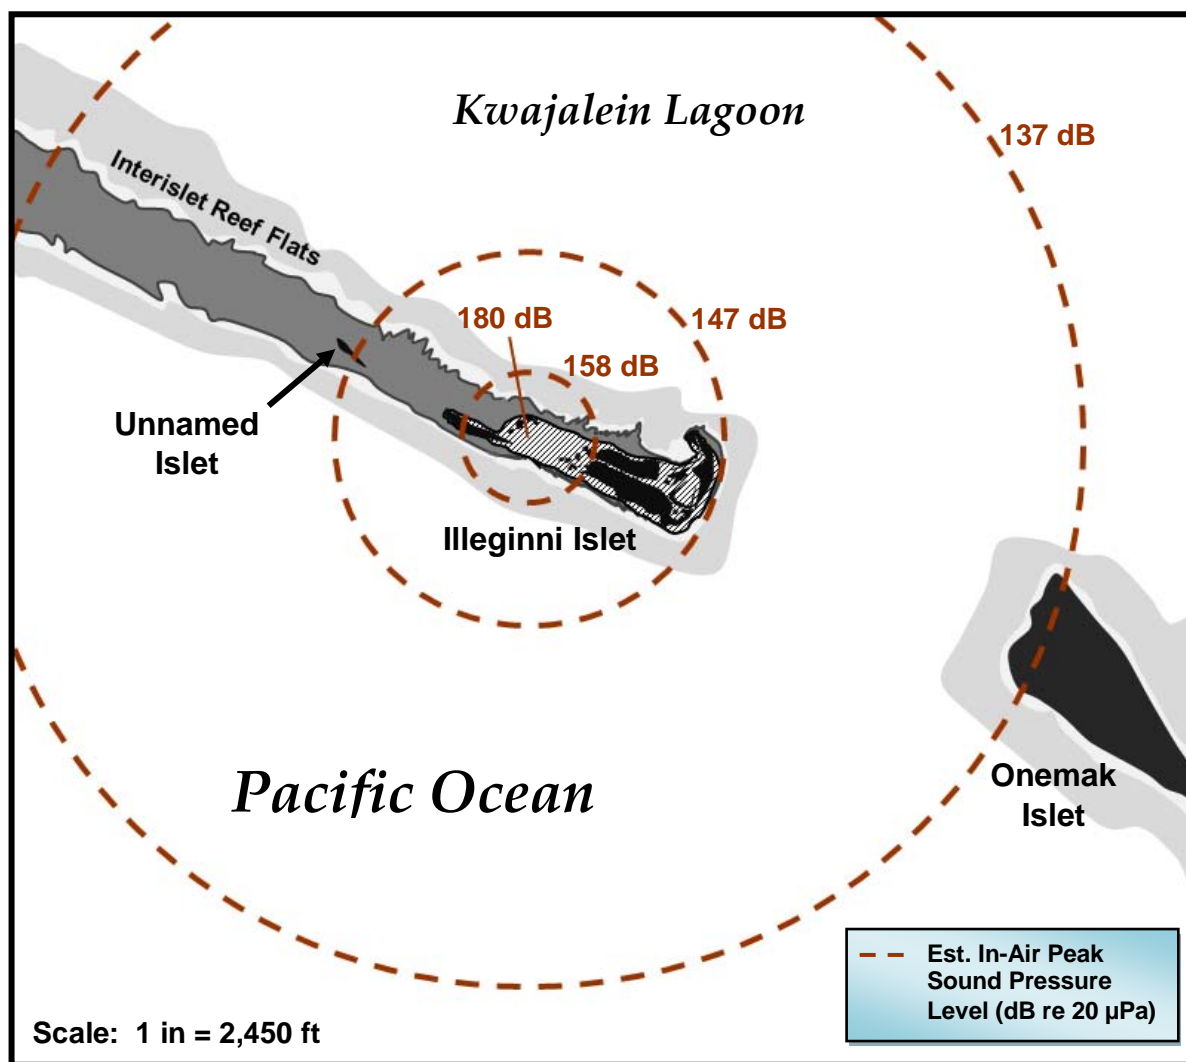 Kwajalein Lagoon
137 dB
Interislet Reef Flats
180 dB
147 dB
158 dB
Unnamed
Islet
Illeginni Islet
Pacific Ocean
Onemak
Islet
Est. In-Air Peak
Sound Pressure
Level (dB re 20 µPa)
Scale: 1 in = 2,450 ft